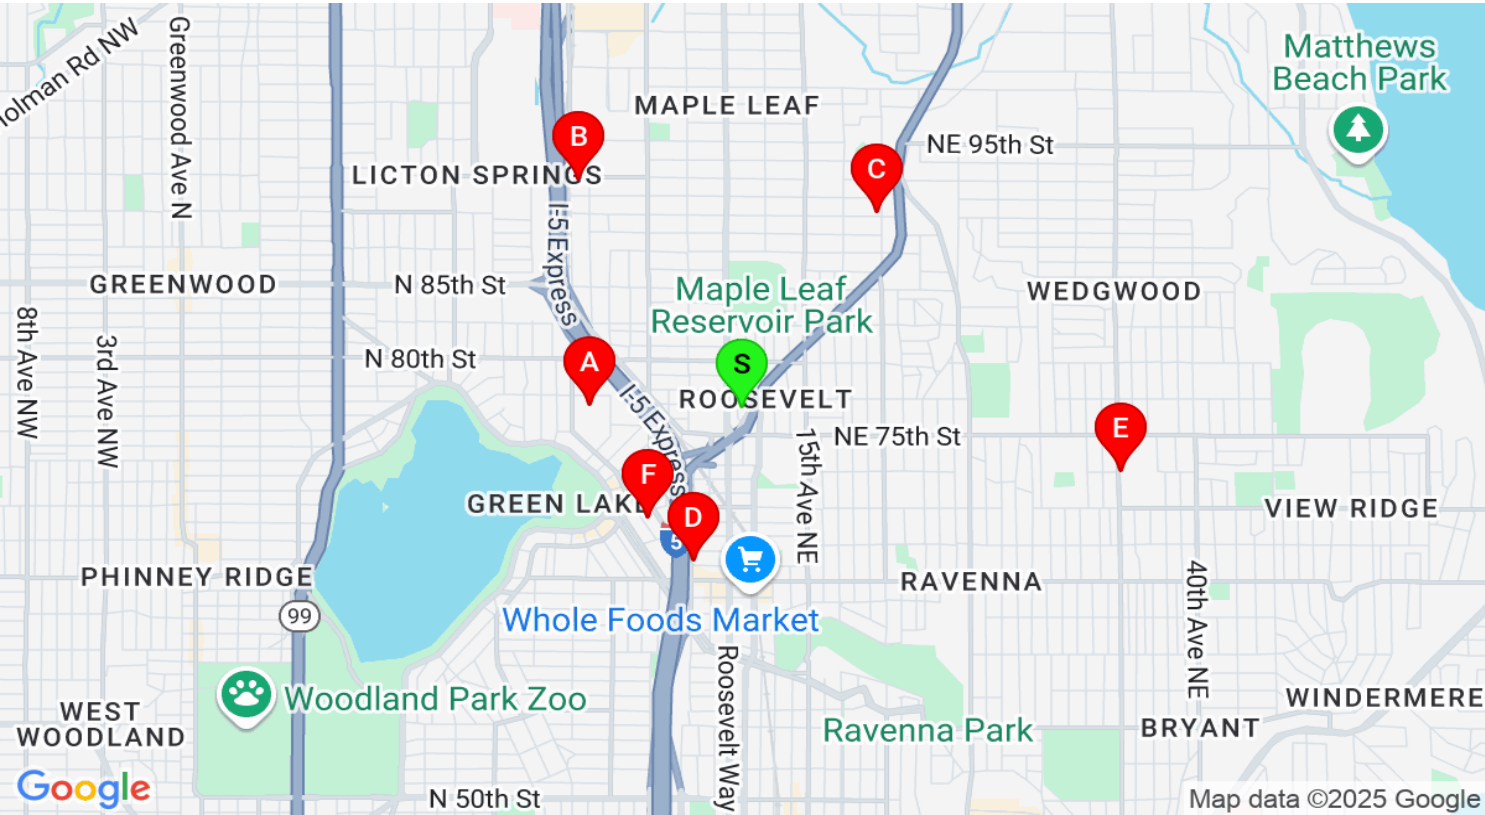 Holman Rd NW
Greenwood Ave N
B
MAPLE LEAF
Matthews
Beach Park
NE 95th St
C
LICTON SPRINGS
I-5 Express
GREENWOOD
N 85th St
Maple Leaf
Reservoir Park
WEDGWOOD
8th Ave NW
3rd Ave NW
N 80th St
A
S
I-5 Express
ROOSEVELT
15th Ave NE
NE 75th St
E
F
GREEN LAKE
D
5
VIEW RIDGE
PHINNEY RIDGE
RAVENNA
40th Ave NE
99
Whole Foods Market
Roosevelt Way
Woodland Park Zoo
WINDERMERE
WEST
WOODLAND
Ravenna Park
BRYANT
Google
N 50th St
Map data ©2025 Google